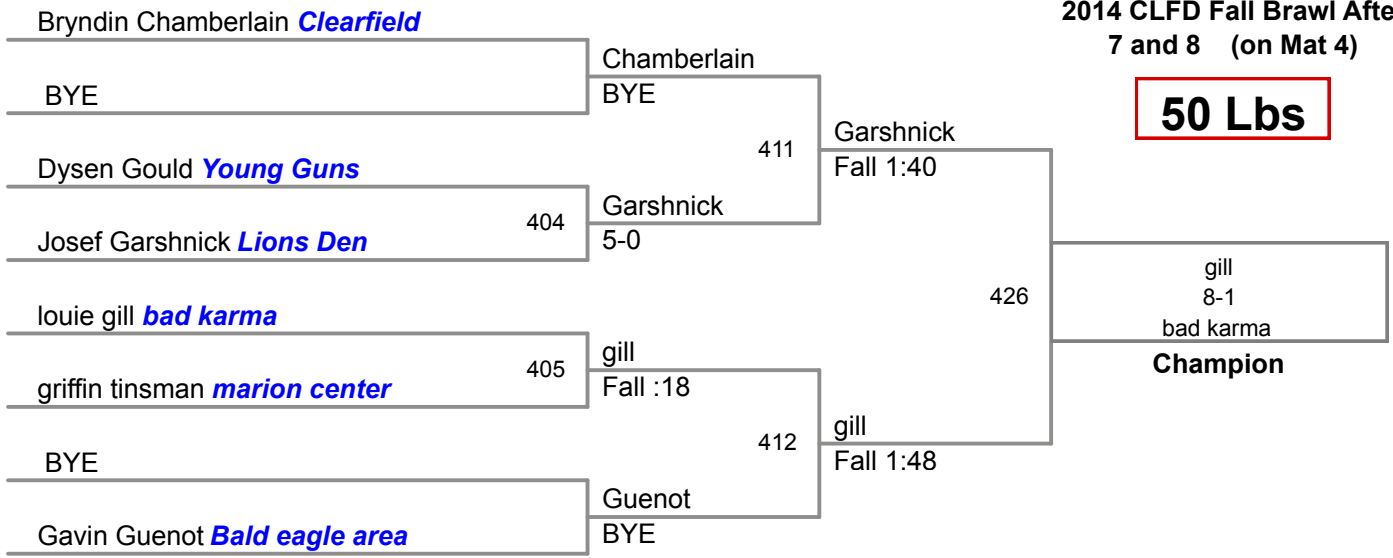 2014 CLFD Fall Brawl Afte
7 and 8 (on Mat 4)
50 Lbs
Bryndin Chamberlain Clearfield
BYE
Dysen Gould Young Guns
Josef Garshnick Lions Den
louie gill bad karma
griffin tinsman marion center
BYE
Gavin Guenot Bald eagle area
Chamberlain
BYE
404
Garshnick
5-0
405
gill
Fall :18
Guenot
BYE
411
Garshnick
Fall 1:40
412
gill
Fall 1:48
426
gill
8-1
bad karma
Champion